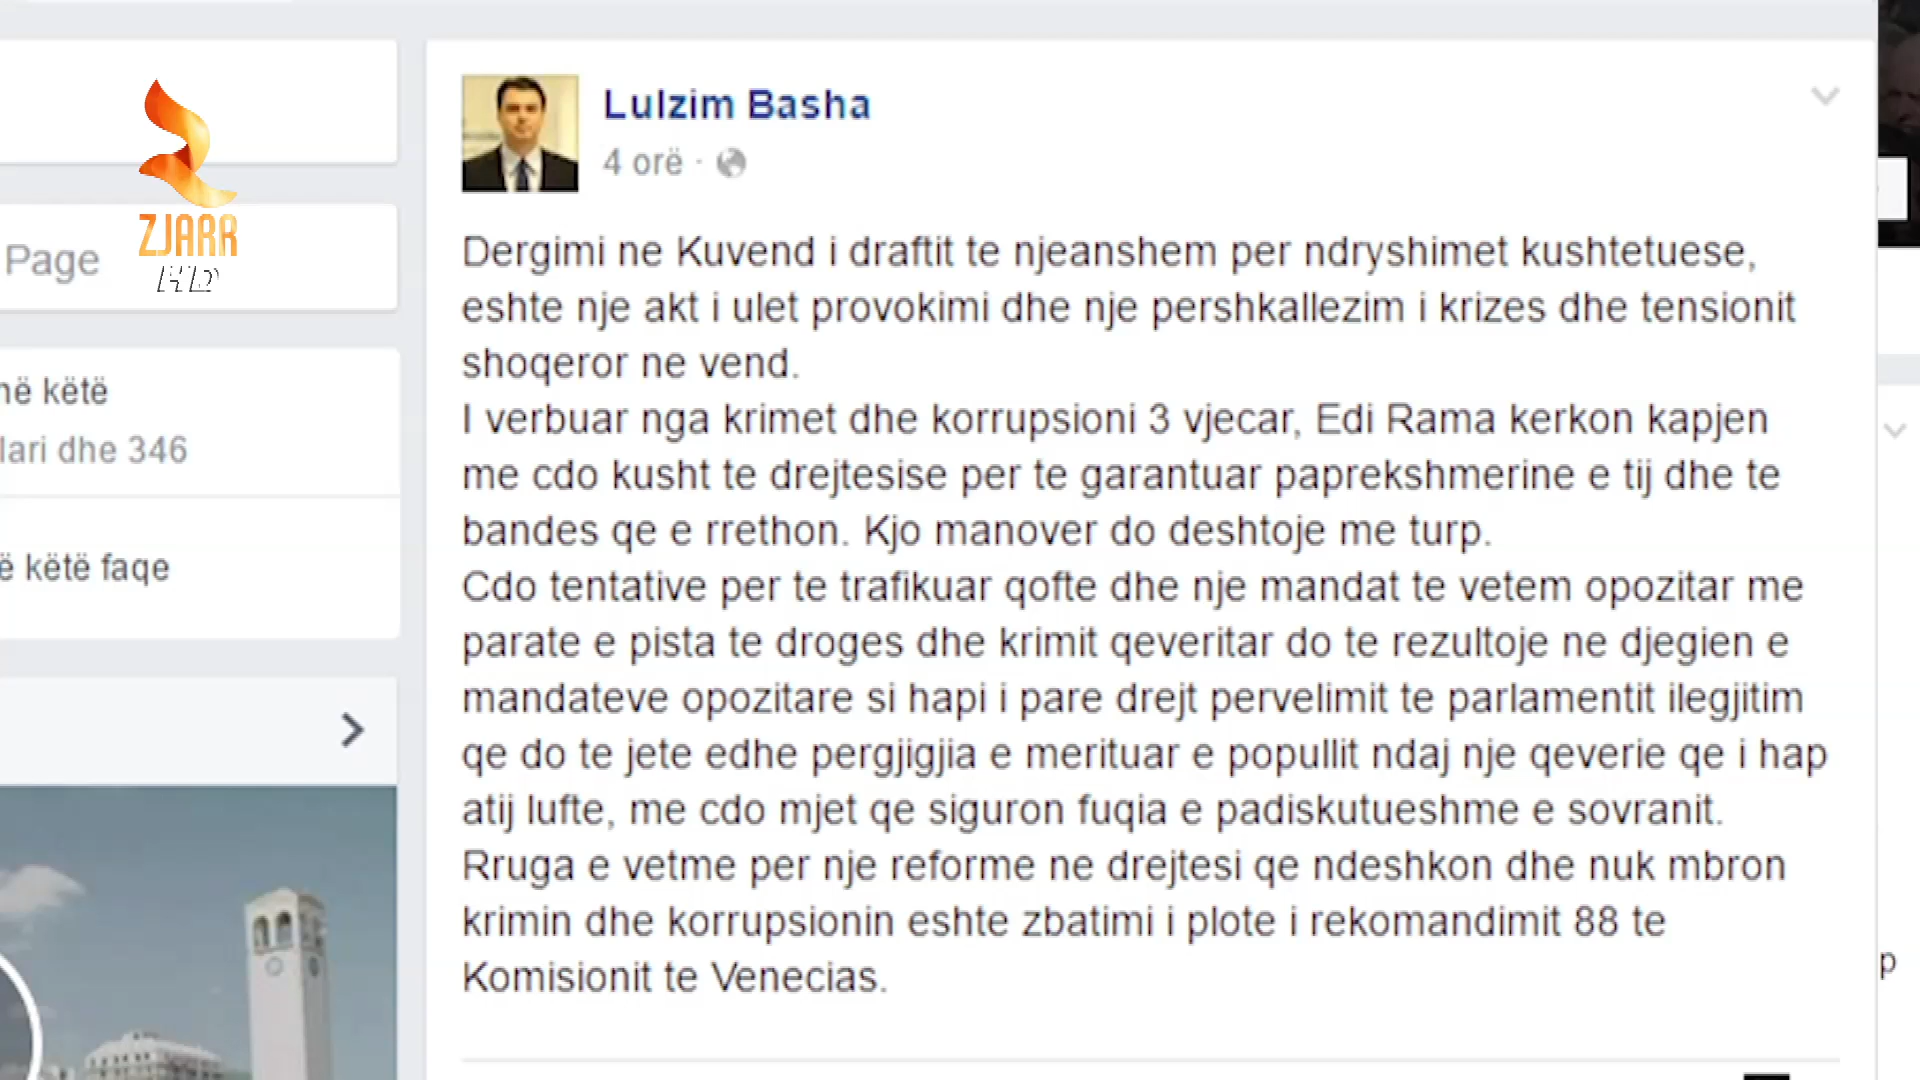 Lulzim Basha
4 orë ·
Dergimi ne Kuvend i draftit te njeanshem per ndryshimet kushtetuese,
eshte nje akt i ulet provokimi dhe nje pershkallezim i krizes dhe tensionit
shoqeror ne vend.
I verbuar nga krimet dhe korrupsioni 3 vjecar, Edi Rama kerkon kapjen
me cdo kusht te drejtesise per te garantuar paprekshmerine e tij dhe te
bandes qe e rrethon. Kjo manover do deshtoje me turp.
Cdo tentative per te trafikuar qofte dhe nje mandat te vetem opozitar me
parate e pista te droges dhe krimit qeveritar do te rezultoje ne djegien e
mandateve opozitare si hapi i pare drejt pervelimit te parlamentit ilegjitim
qe do te jete edhe pergjigjia e merituar e popullit ndaj nje qeverie qe i hap
atij lufte, me cdo mjet qe siguron fuqia e padiskutueshme e sovranit.
Rruga e vetme per nje reforme ne drejtesi qe ndeshkon dhe nuk mbron
krimin dhe korrupsionin eshte zbatimi i plote i rekomandimit 88 te
Komisionit te Venecias.
ZJARR
HD
Page
në këtë
lari dhe 346
ë këtë faqe
p